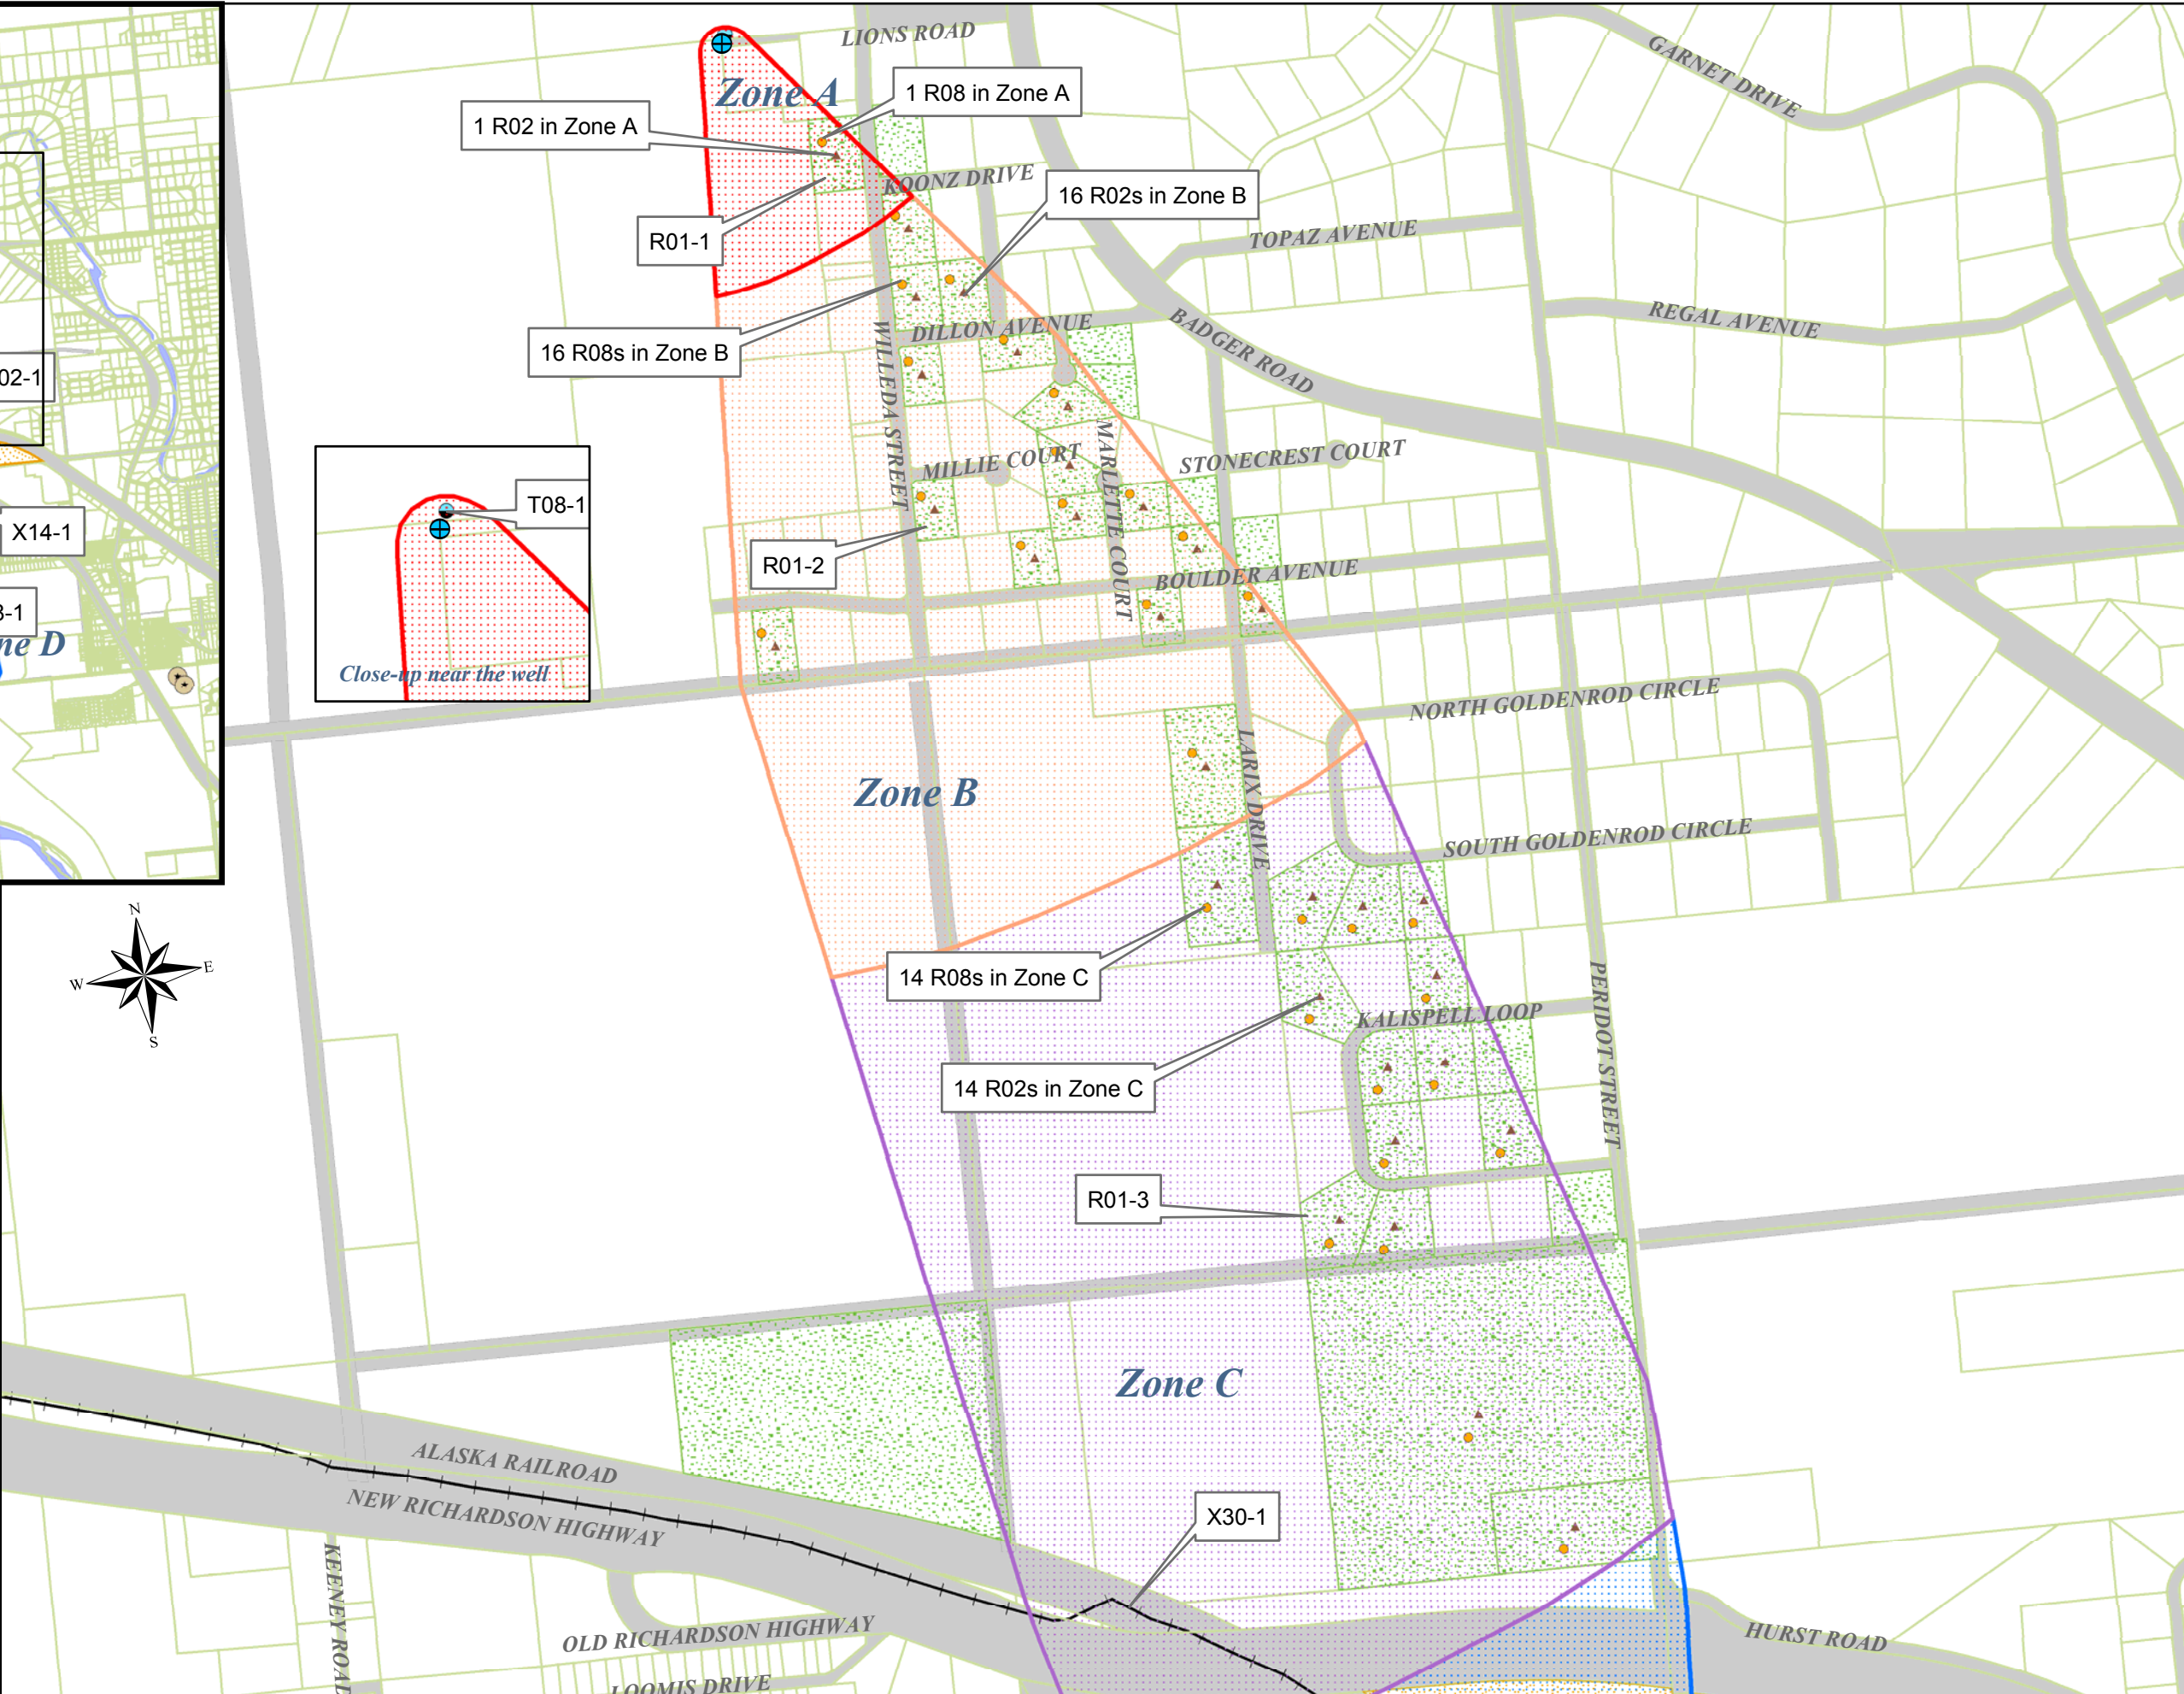 LIONS ROAD
GARNET DRIVE
Zone A
1 R08 in Zone A
1 R02 in Zone A
KOONZ DRIVE
16 R02s in Zone B
R01-1
TOPAZ AVENUE
16 R08s in Zone B
DILLON AVENUE
BADGER ROAD
REGAL AVENUE
WILLEDA STREET
02-1
MILLIE COURT
MARLETTE COURT
STONECREST COURT
T08-1
X14-1
R01-2
BOULDER AVENUE
3-1
ne D
Close-up near the well
NORTH GOLDENROD CIRCLE
Zone B
LARIX DRIVE
SOUTH GOLDENROD CIRCLE
N
E
W
S
14 R08s in Zone C
KALISPELL LOOP
PERIDOT STREET
14 R02s in Zone C
R01-3
Zone C
ALASKA RAILROAD
NEW RICHARDSON HIGHWAY
X30-1
KEENEY ROAD
OLD RICHARDSON HIGHWAY
HURST ROAD
LOOMIS DRIVE